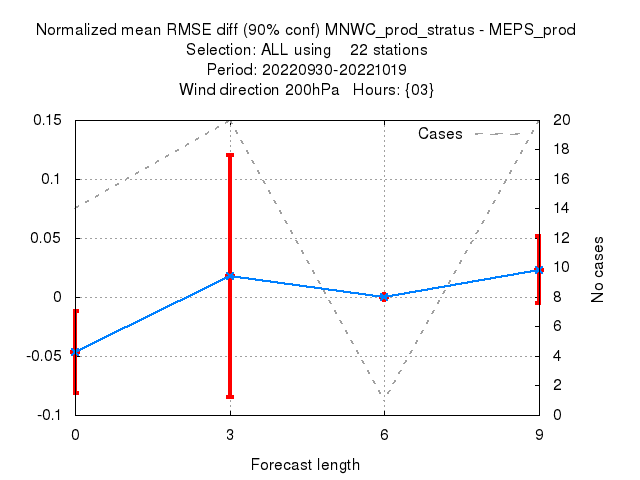 Normalized mean RMSE diff (90% conf) MNWC_prod_stratus - MEPS_prod
Selection: ALL using 22 stations
Period: 20220930-20221019
Wind direction 200hPa Hours: {03}
Cases
0.15
0.1
0.05
0
-0.05
-0.1
20
18
16
14
12
10
8
6
4
2
0
No cases
0 3 6 9
Forecast length